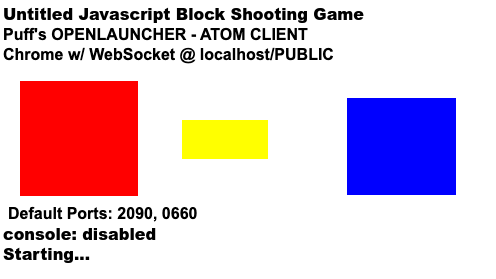 Untitled Javascript Block Shooting Game
Puff's OPENLAUNCHER - ATOM CLIENT
Chrome w/ WebSocket @ localhost/PUBLIC
Default Ports: 2090, 0660
console: disabled
Starting...